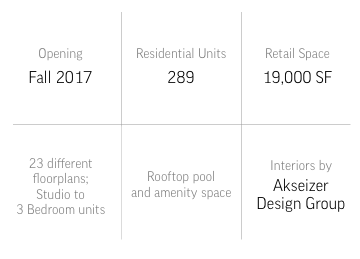 Opening
Fall 2017
Residential Units
289
Retail Space
19,000 SF
23 different
floorplans;
Studio to
3 Bedroom units
Rooftop pool
and amenity space
Interiors by
Akseizer
Design Group